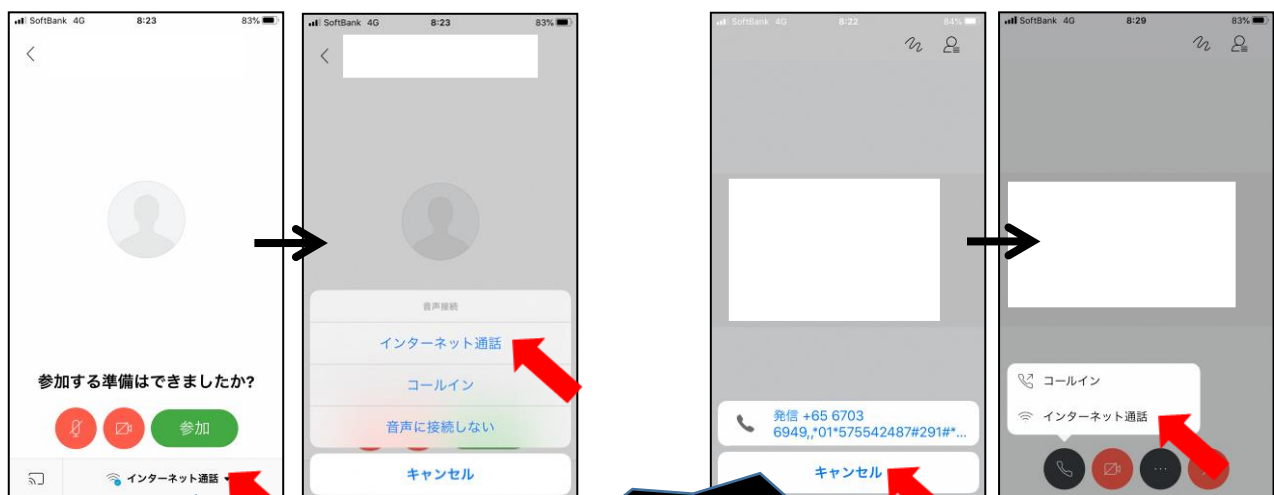 SoftBank 4G 8:23 83%
参加する準備はできましたか?
参加
インターネット通話
SoftBank 4G 8:23 83%
音声接続
インターネット通話
コールイン
音声に接続しない
キャンセル
SoftBank 4G 8:22 84%
発信 +65 6703
6949,,*01*575542487#291#*...
キャンセル
SoftBank 4G 8:29 83%
コールイン
インターネット通話